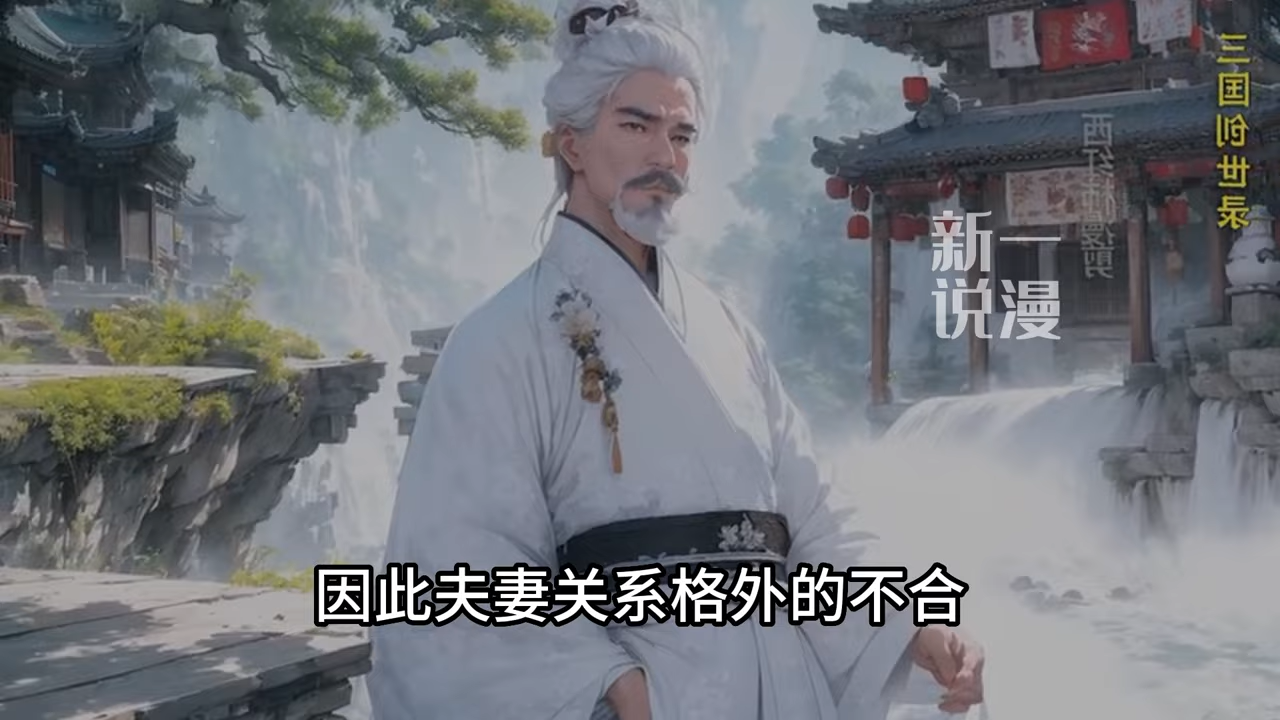 三国创世录
新一
说漫
因此夫妻关系格外的不合